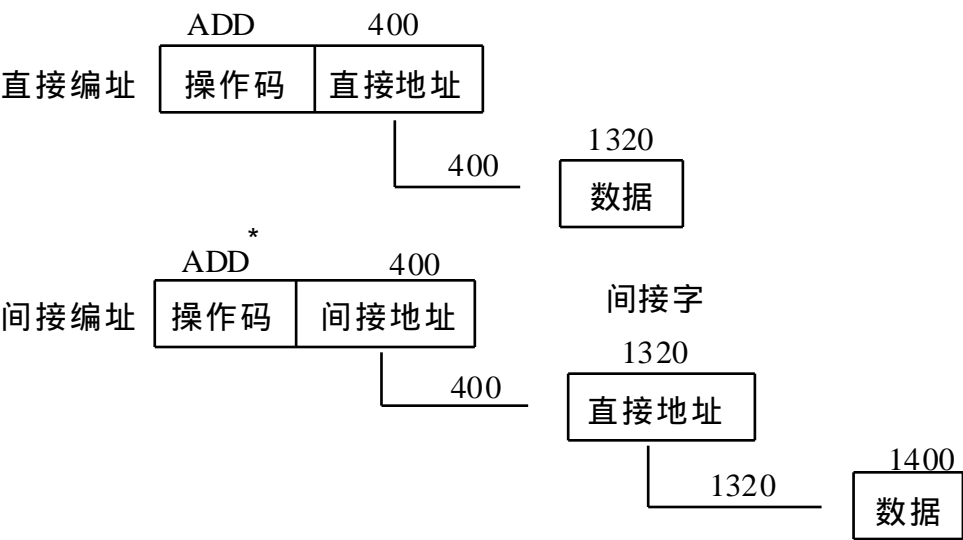 ADD 400
直接编址 操作码 直接地址
400 1320
数据
ADD* 400
间接编址 操作码 间接地址 间接字
400 1320
直接地址
1320 1400
数据